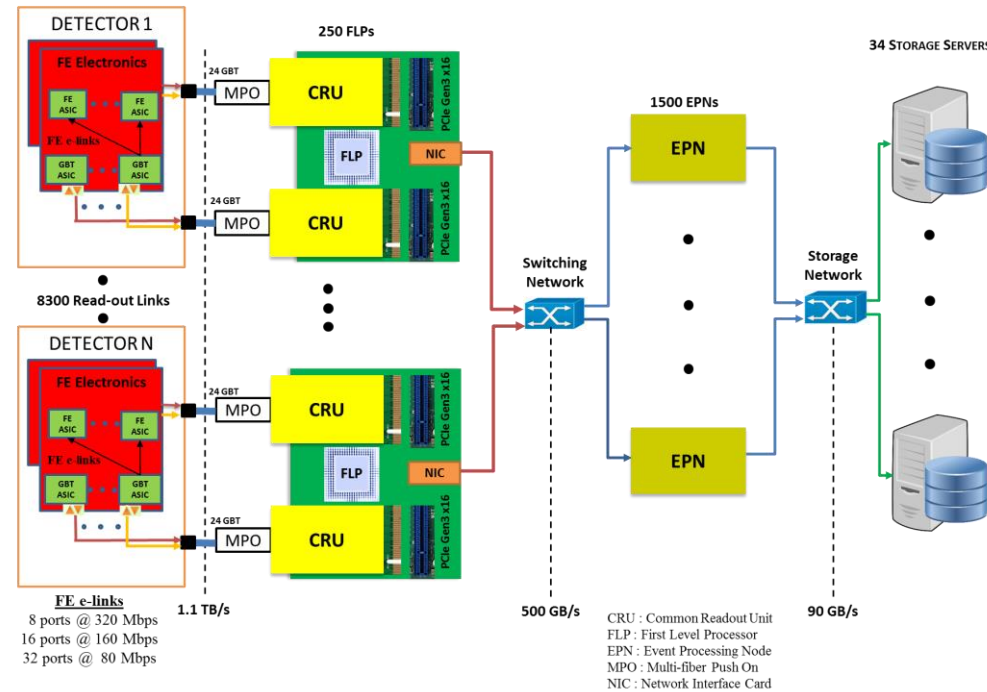 DETECTOR 1
FE Electronics
FE
ASIC
FE
ASIC
FE e-links
GBT
ASIC
GBT
ASIC
8300 Read-out Links
DETECTOR N
FE Electronics
FE
ASIC
FE
ASIC
FE e-links
GBT
ASIC
GBT
ASIC
FE e-links
8 ports @ 320 Mbps
16 ports @ 160 Mbps
32 ports @ 80 Mbps
1.1 TB/s
250 FLPs
24 GBT
MPO
CRU
PCIe Gen3 x16
FLP
NIC
24 GBT
MPO
CRU
PCIe Gen3 x16
24 GBT
MPO
CRU
PCIe Gen3 x16
FLP
NIC
24 GBT
MPO
CRU
PCIe Gen3 x16
Switching
Network
500 GB/s
1500 EPNs
EPN
EPN
Storage
Network
90 GB/s
34 STORAGE SERVERS
CRU : Common Readout Unit
FLP : First Level Processor
EPN : Event Processing Node
MPO : Multi-fiber Push On
NIC : Network Interface Card